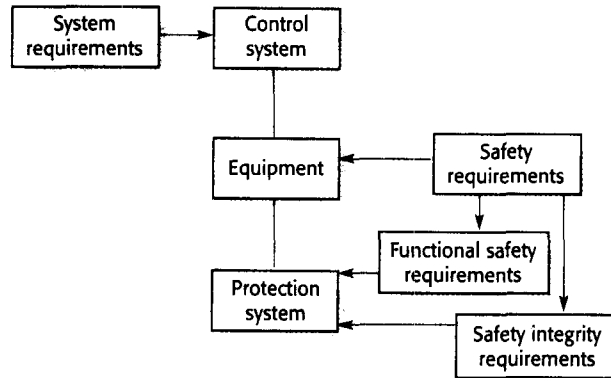 System
requirements
Control
system
Equipment
Safety
requirements
Functional safety
requirements
Protection
system
Safety integrity
requirements